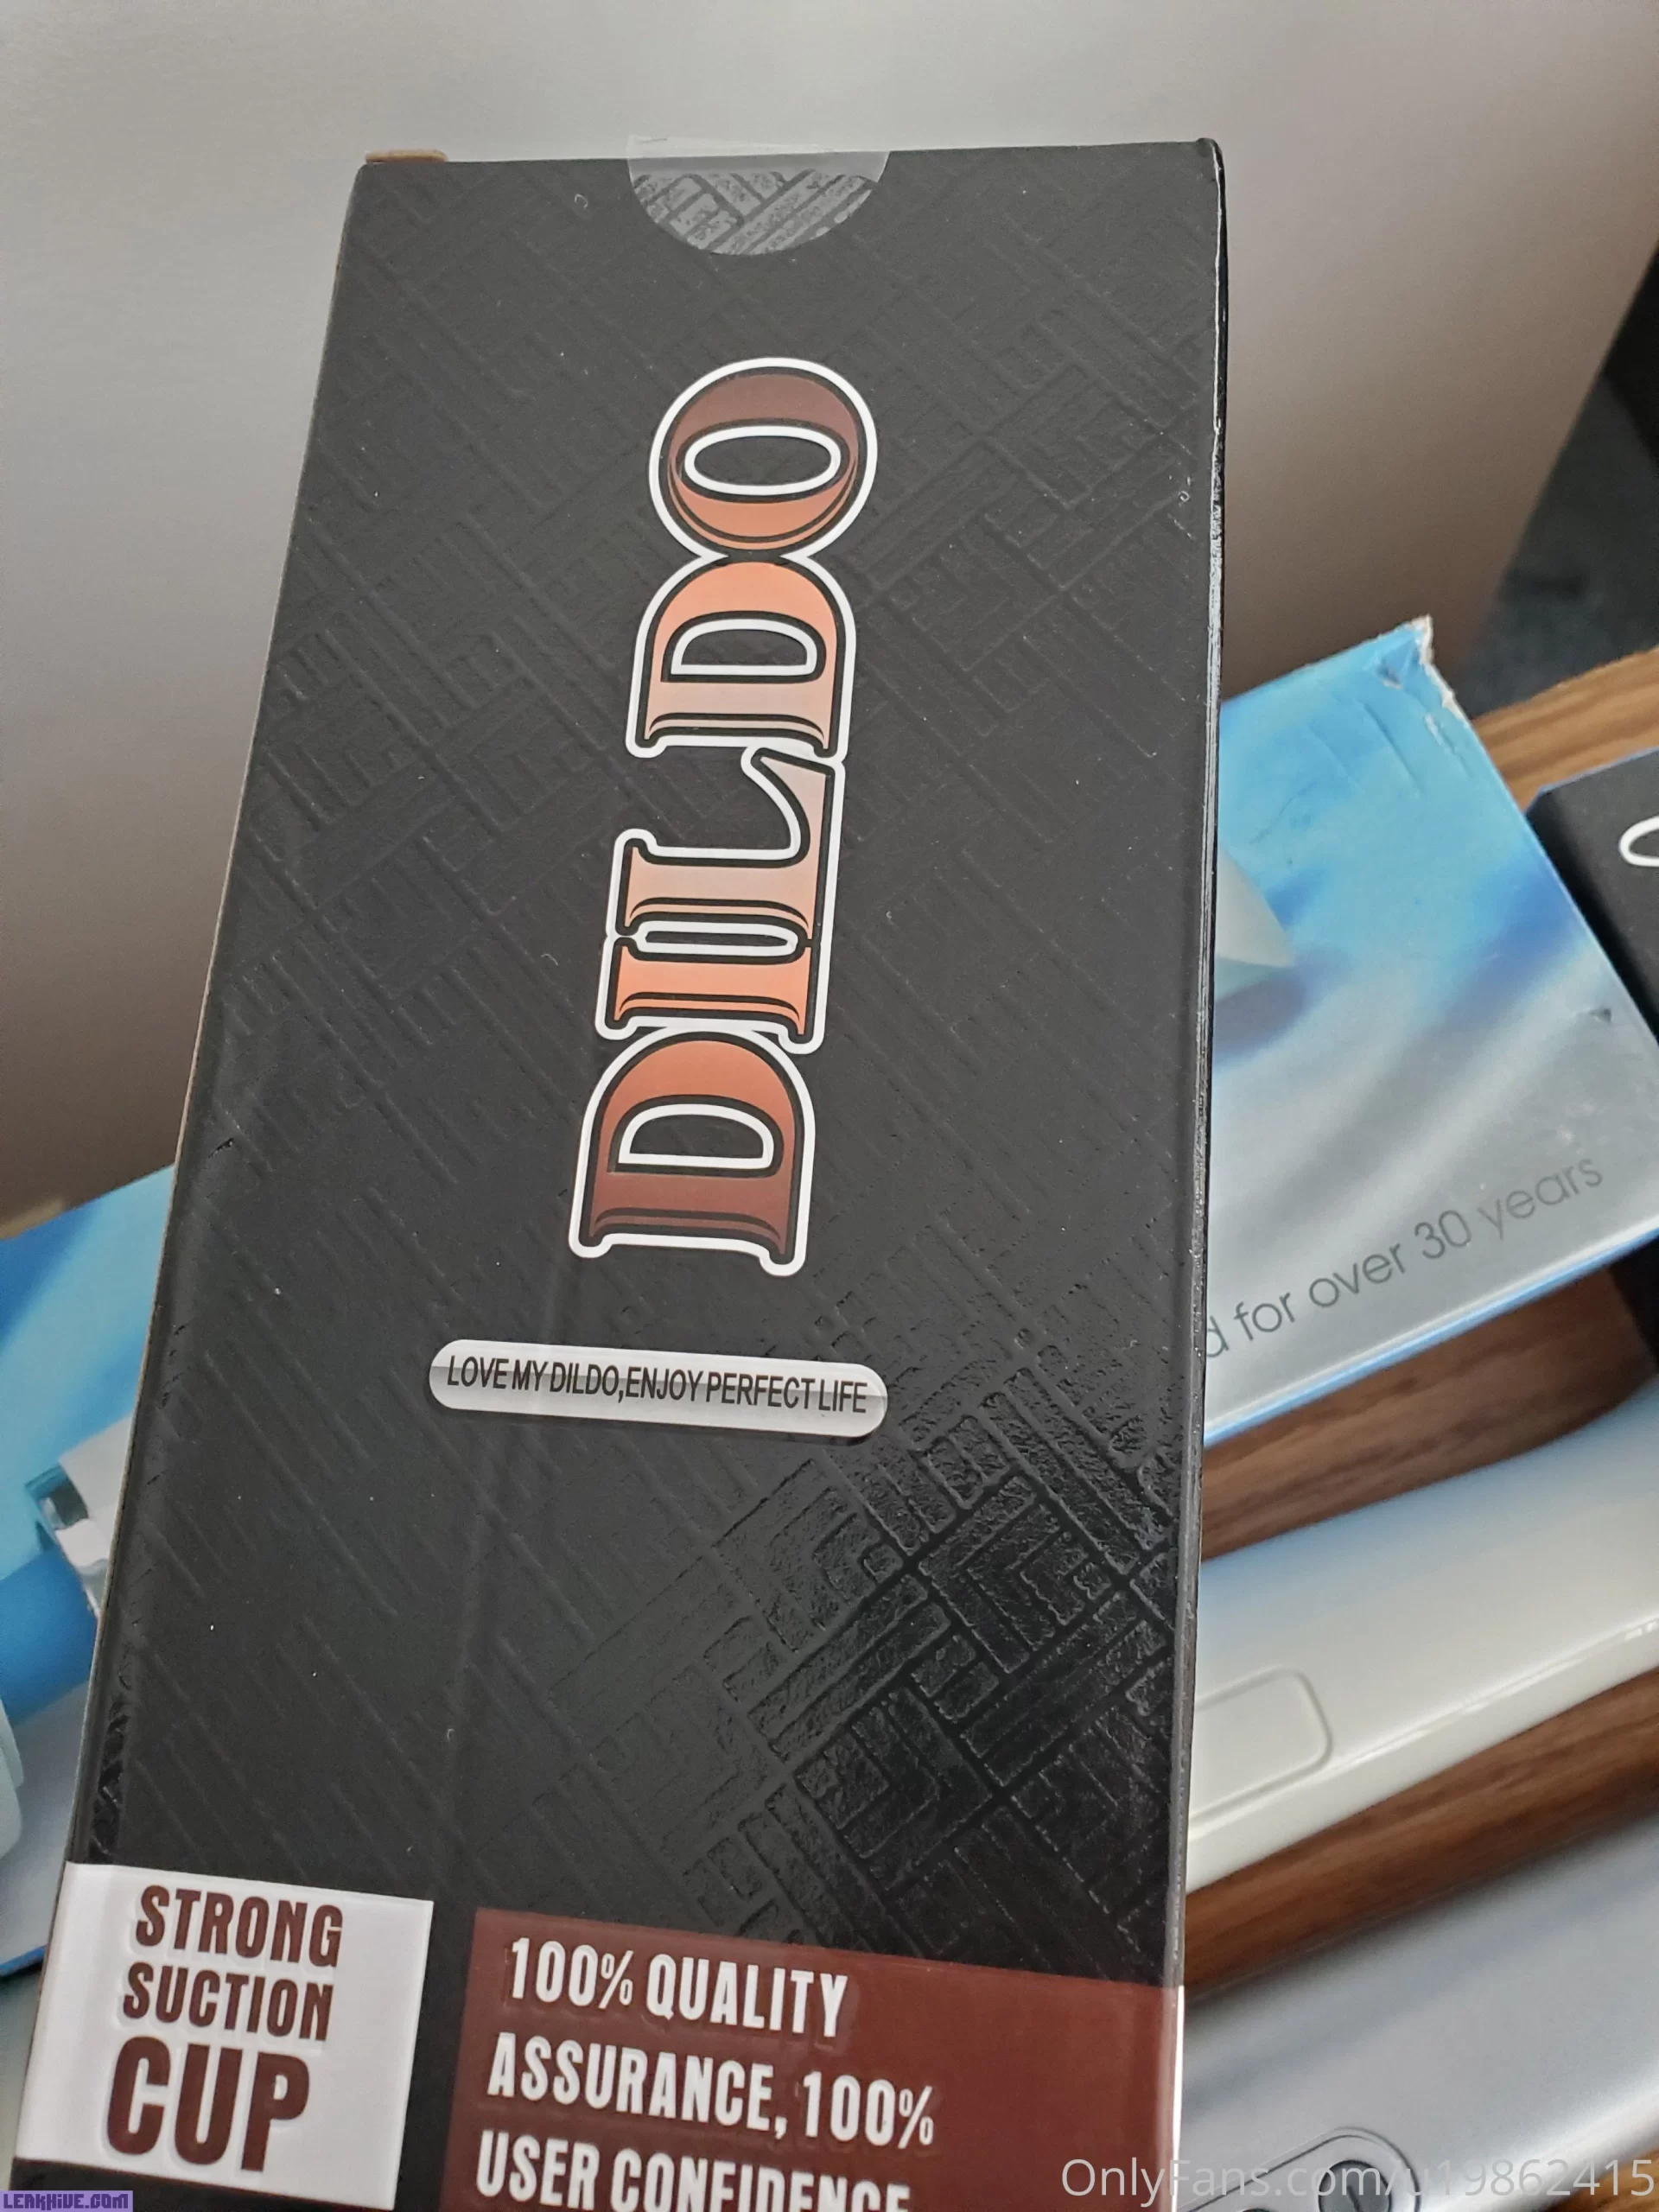 DILDO
LOVE MY DILDO,ENJOY PERFECT LIFE
d for over 30 years
STRONG
SUCTION
CUP
100% QUALITY
ASSURANCE, 100%
USER CONFIDENCE
OnlyFans.com/u19862415
LEAKHIVE.COM